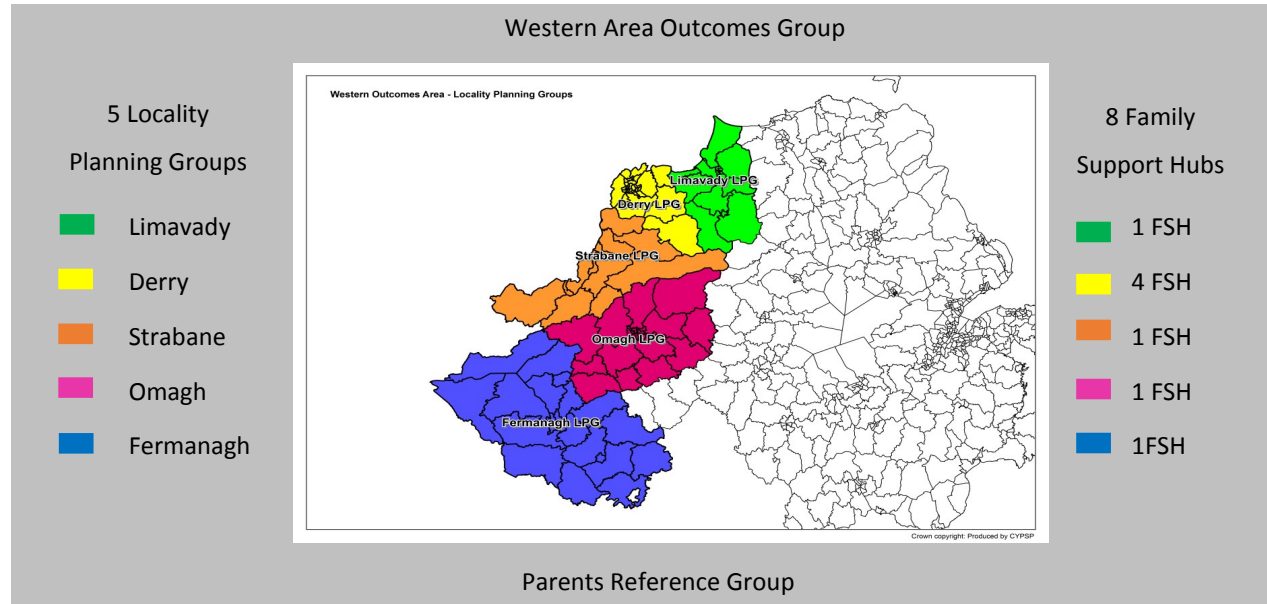 Western Area Outcomes Group
5 Locality
Planning Groups
Limavady
Derry
Strabane
Omagh
Fermanagh
Western Outcomes Area - Locality Planning Groups
Limavady LPG
Derry LPG
Strabane LPG
Omagh LPG
Fermanagh LPG
Crown copyright: Produced by CYPSP
8 Family
Support Hubs
1 FSH
4 FSH
1 FSH
1 FSH
1FSH
Parents Reference Group